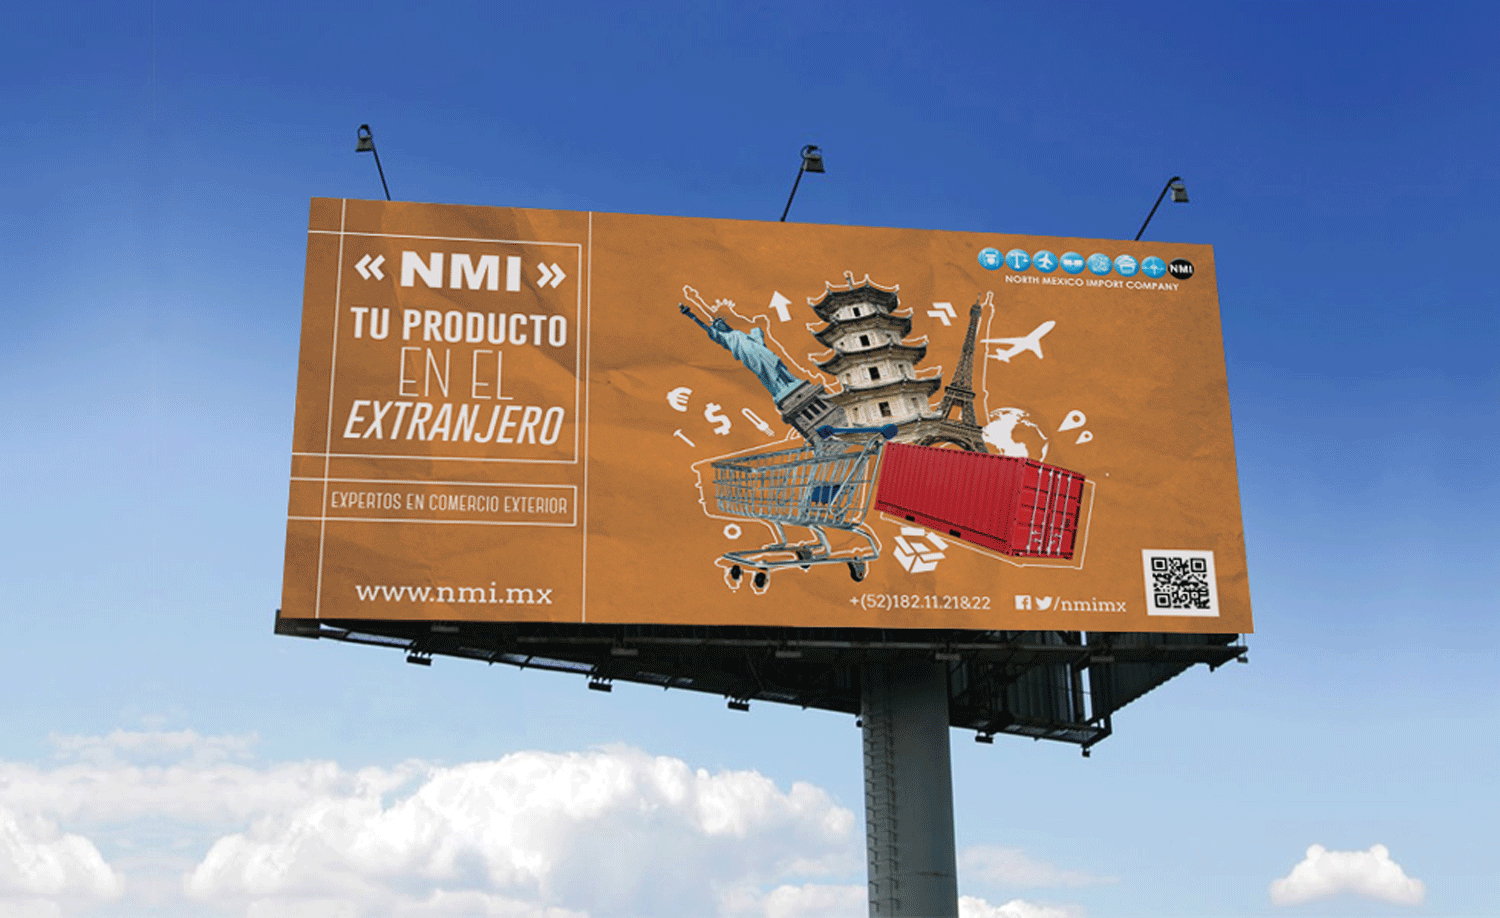 « NMI »
TU PRODUCTO
EN EL
EXTRANJERO
EXPERTOS EN COMERCIO EXTERIOR
www.nmi.mx
NMI
NORTH MEXICO IMPORT COMPANY
+(52)182.11.21&22
/nmimx